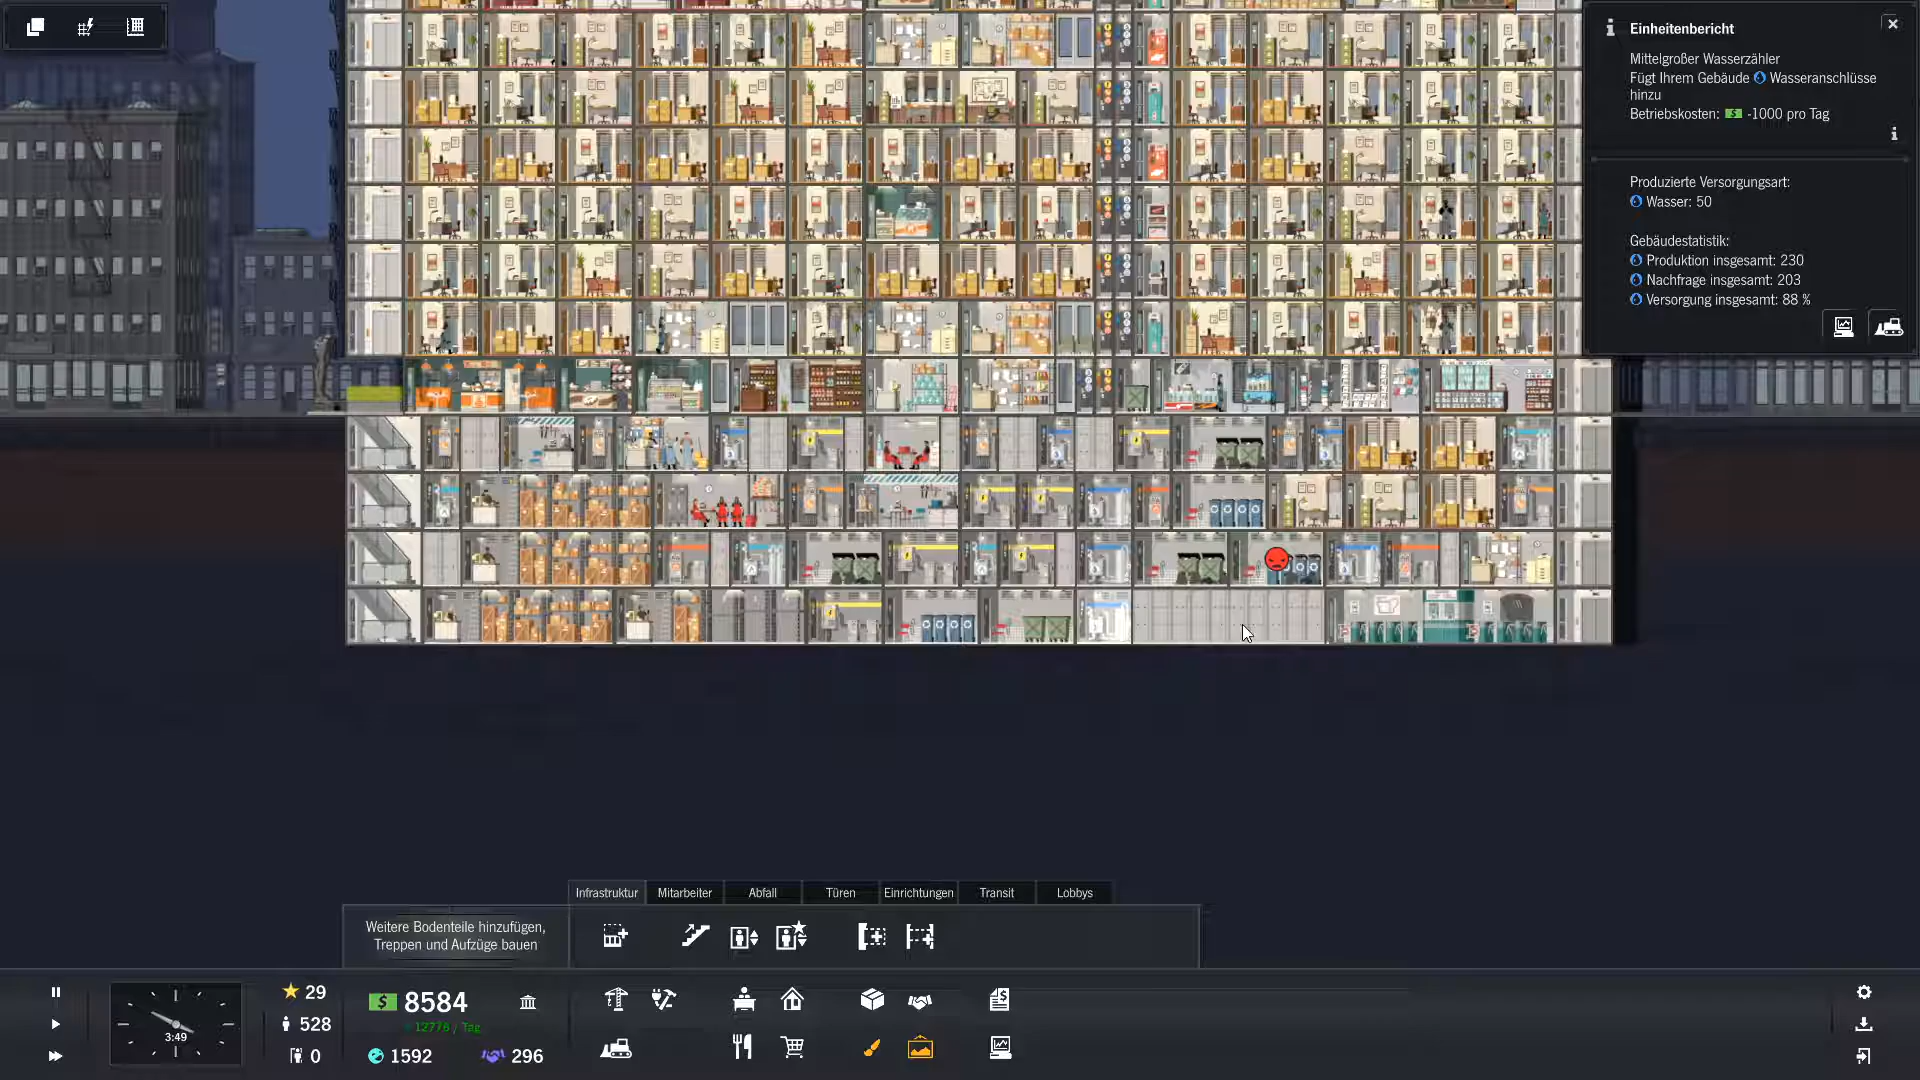 Einheitenbericht
Mittelgroßer Wasserzähler
Fügt Ihrem Gebäude Wasseranschlüsse
hinzu
Betriebskosten: -1000 pro Tag
Produzierte Versorgungsart:
Wasser: 50
Gebäudestatistik:
Produktion insgesamt: 230
Nachfrage insgesamt: 203
Versorgung insgesamt: 88 %
Infrastruktur
Mitarbeiter
Abfall
Türen
Einrichtungen
Transit
Lobbys
Weitere Bodenteile hinzufügen,
Treppen und Aufzüge bauen
3:49
29
528
0
8584
12778 / Tag
1592
296